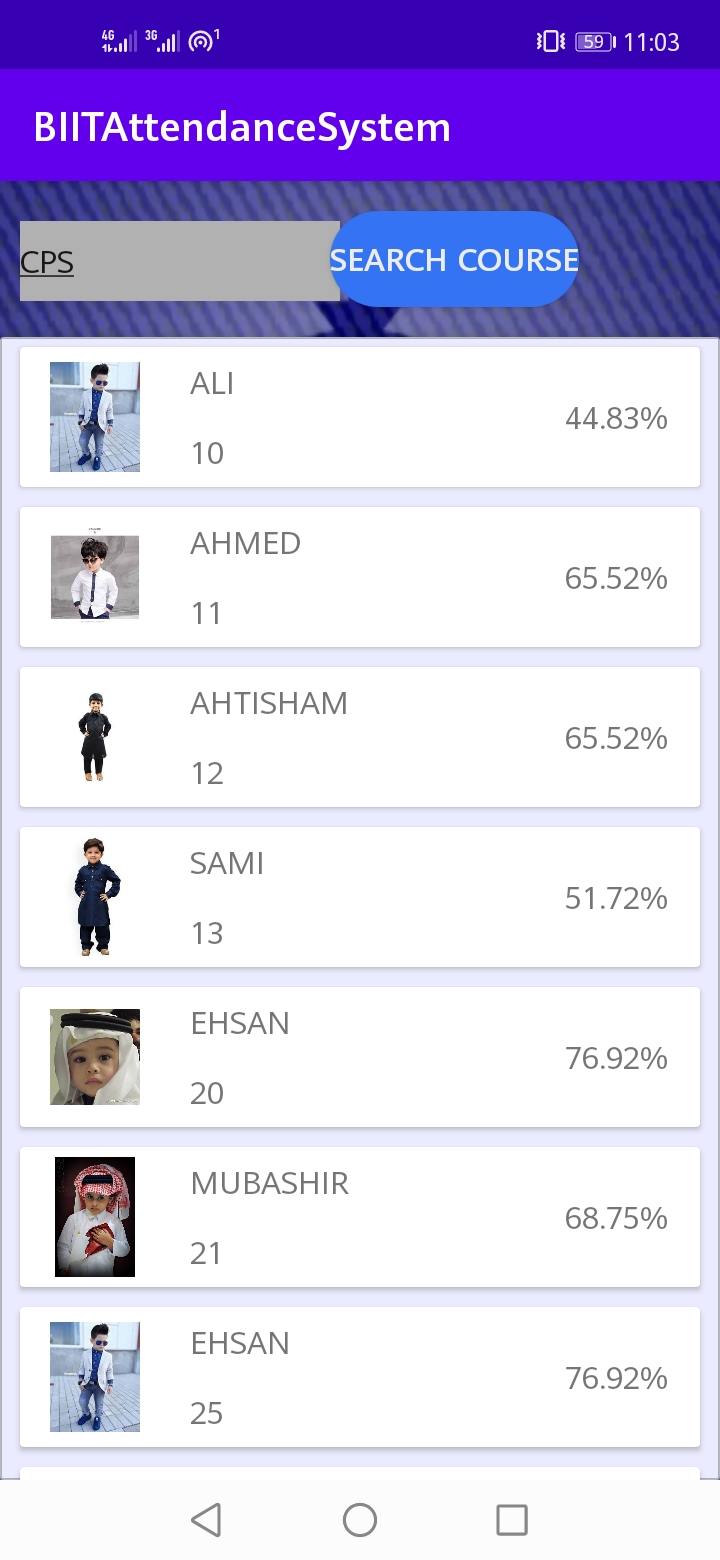 4G 3G 1 59 11:03
BIITAttendanceSystem
CPS SEARCH COURSE
ALI
44.83%
10
AHMED
65.52%
11
AHTISHAM
65.52%
12
SAMI
51.72%
13
EHSAN
76.92%
20
MUBASHIR
68.75%
21
EHSAN
76.92%
25